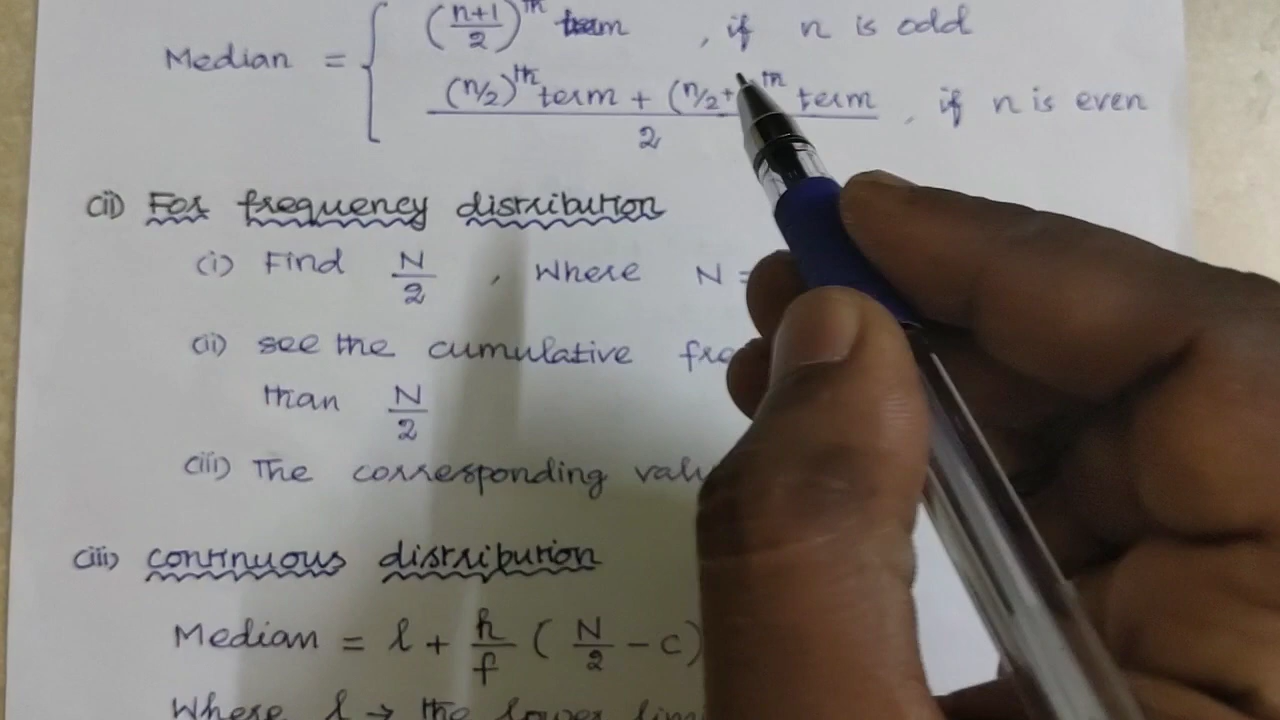 Median = { (n+1/2)th term , if n is odd
(n/2)th term + (n/2 + th term / 2 , if n is even
(ii) For frequency distribution
(i) Find N/2 , Where N =
(ii) see the cumulative
than N/2
(iii) The corresponding
(iii) continuous distribution
Median = l + h/f ( N/2 - c )
Where l → the lower